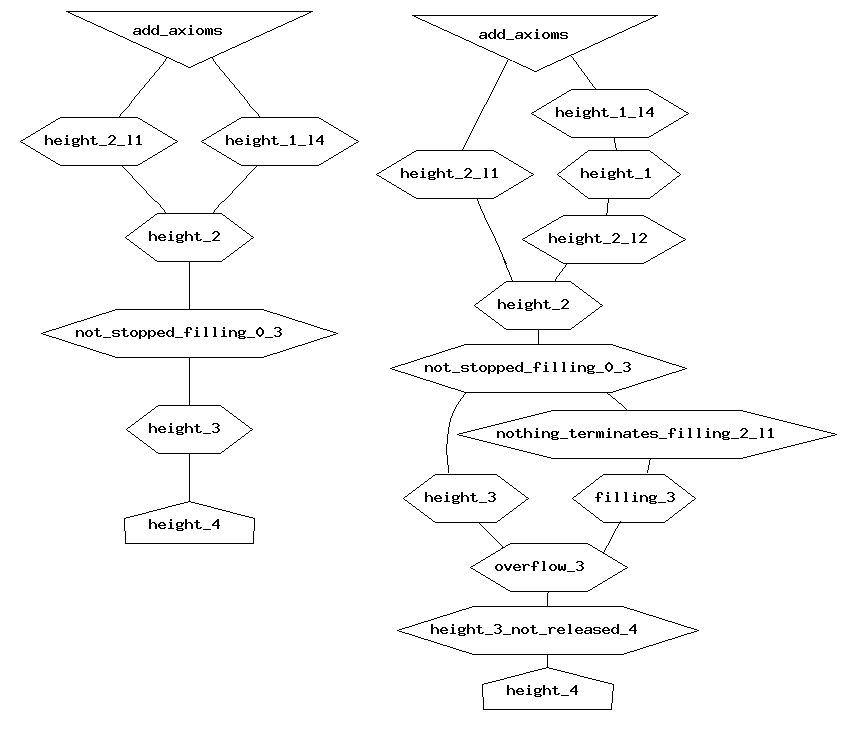 add_axioms
height_2_l1
height_1_l4
height_2
not_stopped_filling_0_3
height_3
height_4
add_axioms
height_1_l4
height_2_l1
height_1
height_2_l2
height_2
not_stopped_filling_0_3
nothing_terminates_filling_2_l1
height_3
filling_3
overflow_3
height_3_not_released_4
height_4